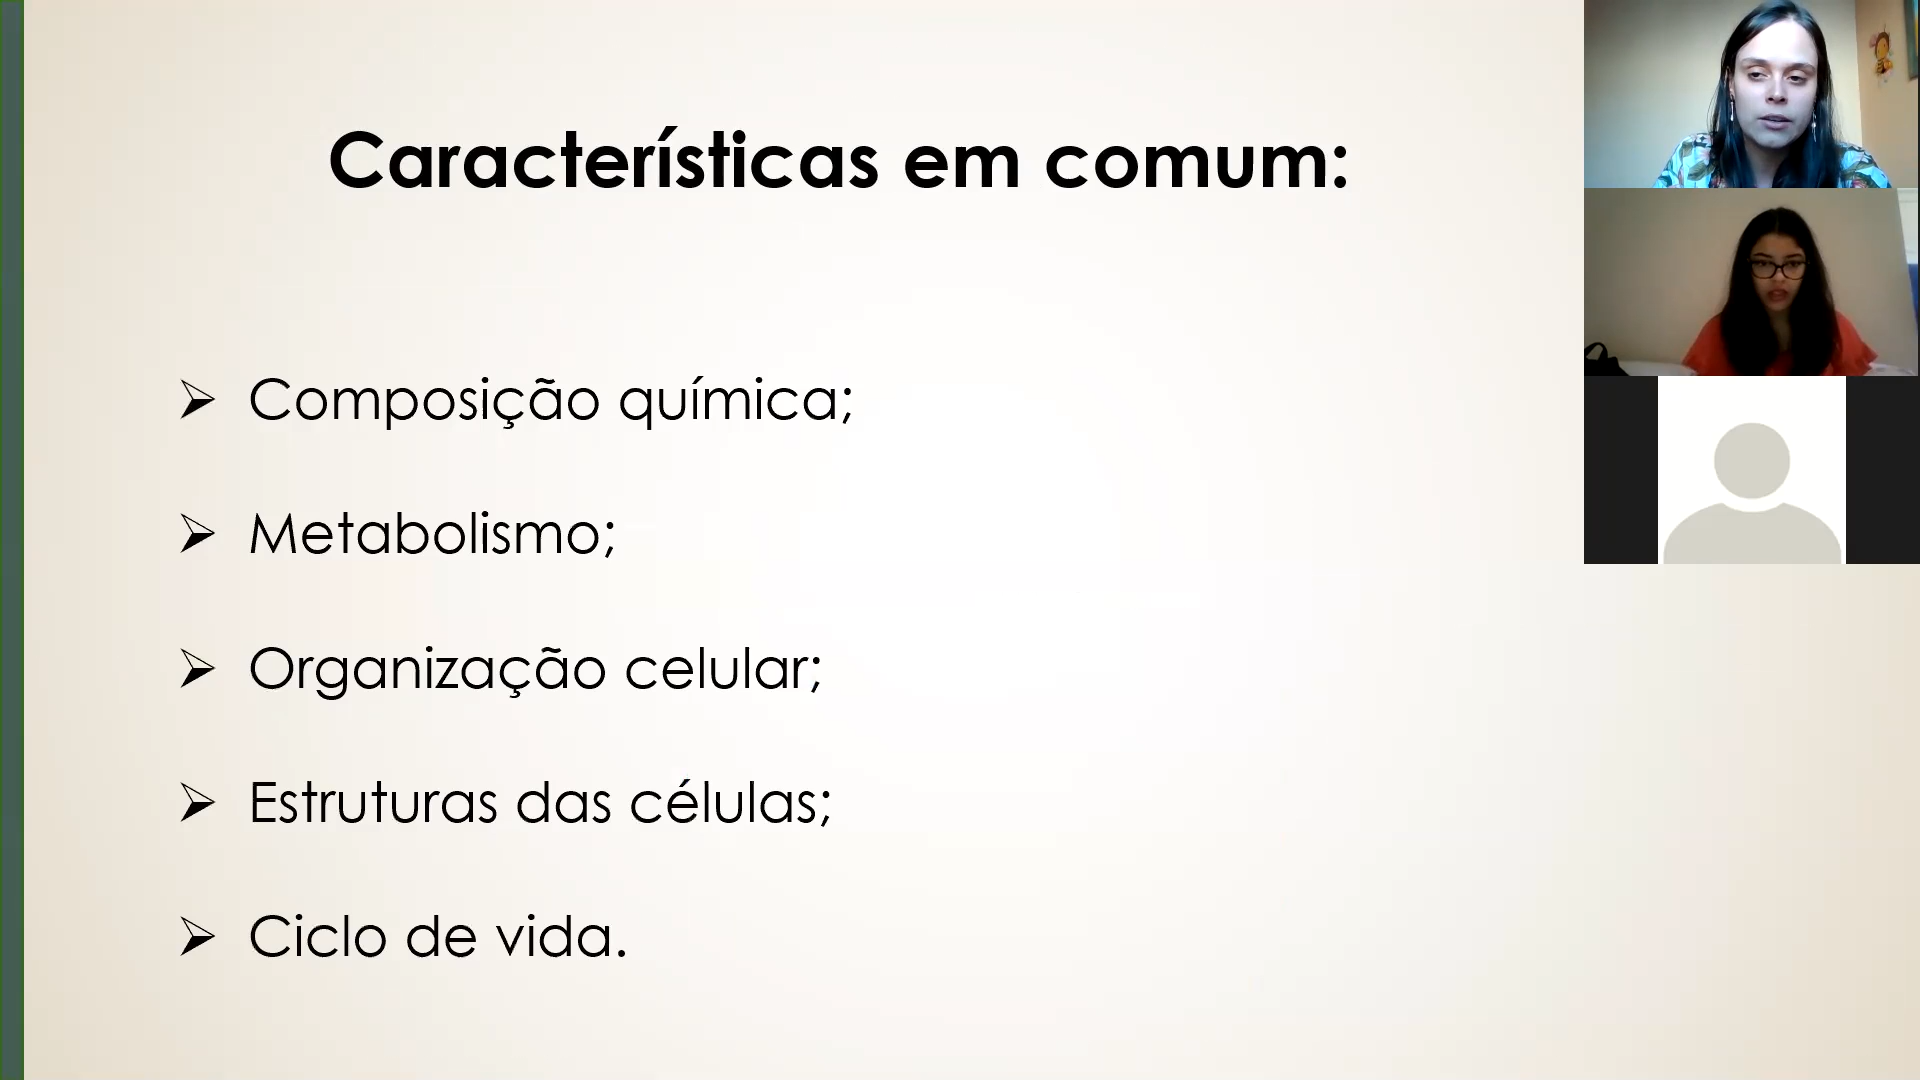 Características em comum:
➢ Composição química;
➢ Metabolismo;
➢ Organização celular;
➢ Estruturas das células;
➢ Ciclo de vida.